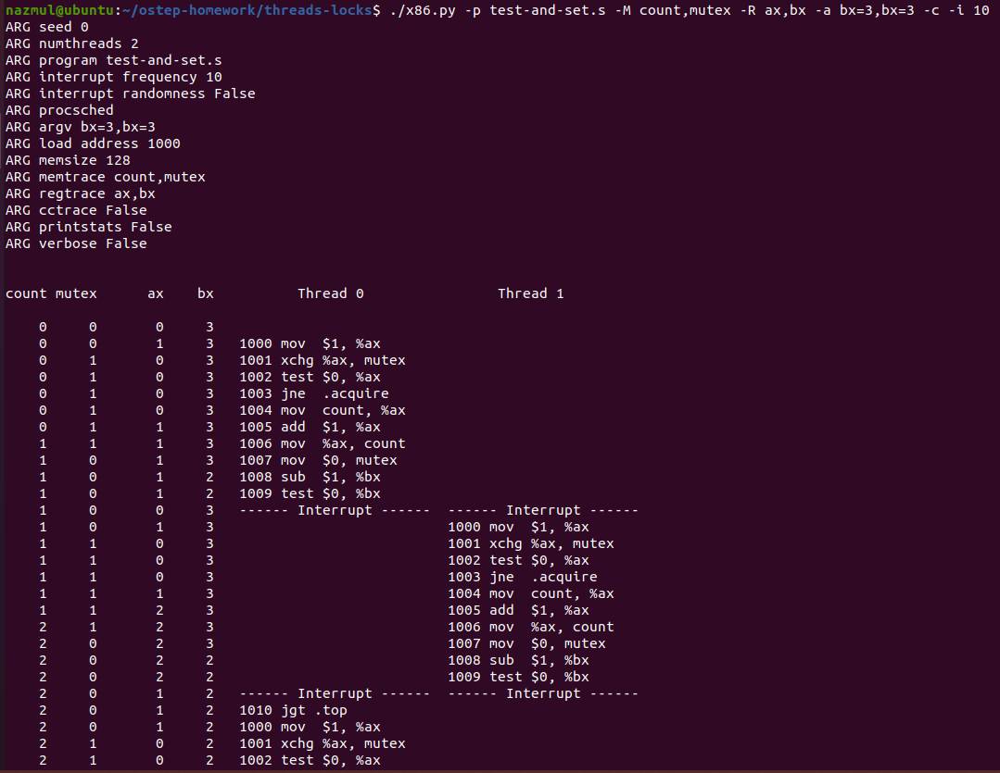 nazmul@ubuntu:~/ostep-homework/threads-locks$ ./x86.py -p test-and-set.s -M count,mutex -R ax,bx -a bx=3,bx=3 -c -i 10
ARG seed 0
ARG numthreads 2
ARG program test-and-set.s
ARG interrupt frequency 10
ARG interrupt randomness False
ARG procsched
ARG argv bx=3,bx=3
ARG load address 1000
ARG memsize 128
ARG memtrace count,mutex
ARG regtrace ax,bx
ARG cctrace False
ARG printstats False
ARG verbose False
count mutex      ax    bx          Thread 0                Thread 1
    0     0       0     3
    0     0       1     3   1000 mov  $1, %ax
    0     1       0     3   1001 xchg %ax, mutex
    0     1       0     3   1002 test $0, %ax
    0     1       0     3   1003 jne  .acquire
    0     1       0     3   1004 mov  count, %ax
    0     1       1     3   1005 add  $1, %ax
    1     1       1     3   1006 mov  %ax, count
    1     0       1     3   1007 mov  $0, mutex
    1     0       1     2   1008 sub  $1, %bx
    1     0       1     2   1009 test $0, %bx
    1     0       0     3   ------ Interrupt ------  ------ Interrupt ------
    1     0       1     3                            1000 mov  $1, %ax
    1     1       0     3                            1001 xchg %ax, mutex
    1     1       0     3                            1002 test $0, %ax
    1     1       0     3                            1003 jne  .acquire
    1     1       1     3                            1004 mov  count, %ax
    1     1       2     3                            1005 add  $1, %ax
    2     1       2     3                            1006 mov  %ax, count
    2     0       2     3                            1007 mov  $0, mutex
    2     0       2     2                            1008 sub  $1, %bx
    2     0       2     2                            1009 test $0, %bx
    2     0       1     2   ------ Interrupt ------  ------ Interrupt ------
    2     0       1     2   1010 jgt .top
    2     0       1     2   1000 mov  $1, %ax
    2     1       0     2   1001 xchg %ax, mutex
    2     1       0     2   1002 test $0, %ax